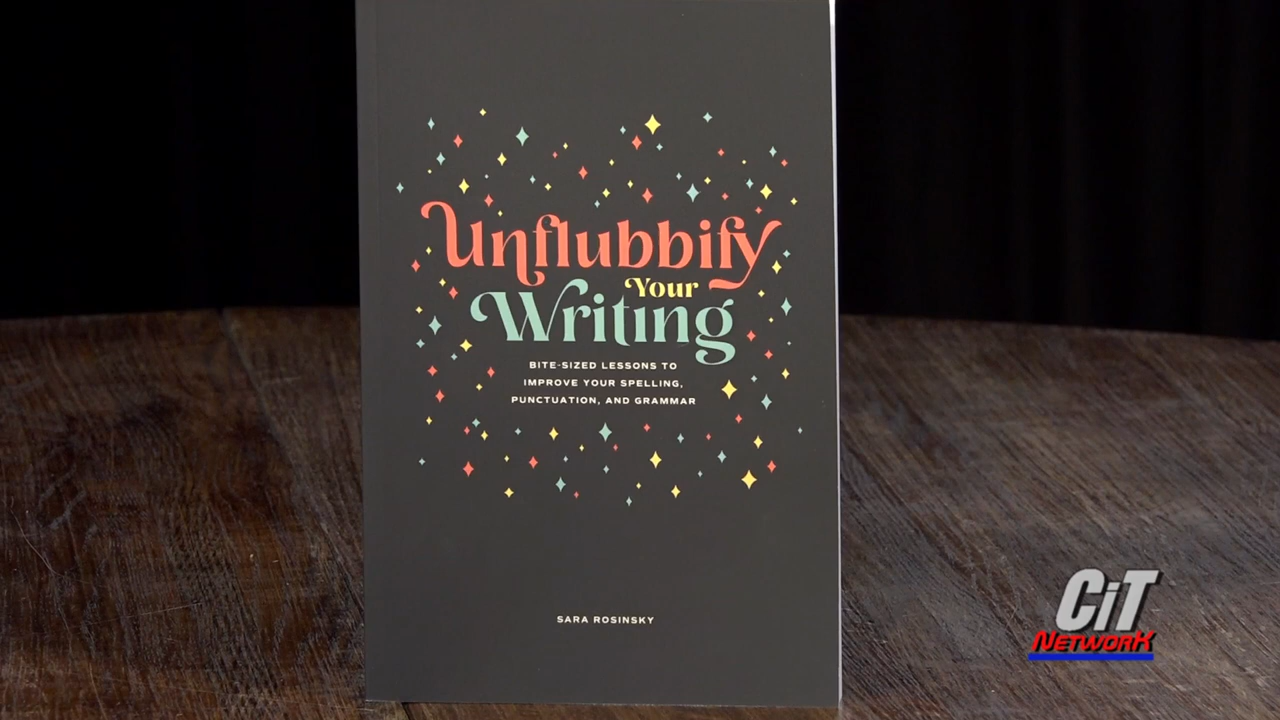 Unflubbify
Your
Writing
BITE-SIZED LESSONS TO
IMPROVE YOUR SPELLING,
PUNCTUATION, AND GRAMMAR
SARA ROSINSKY
CiT
NETWORK